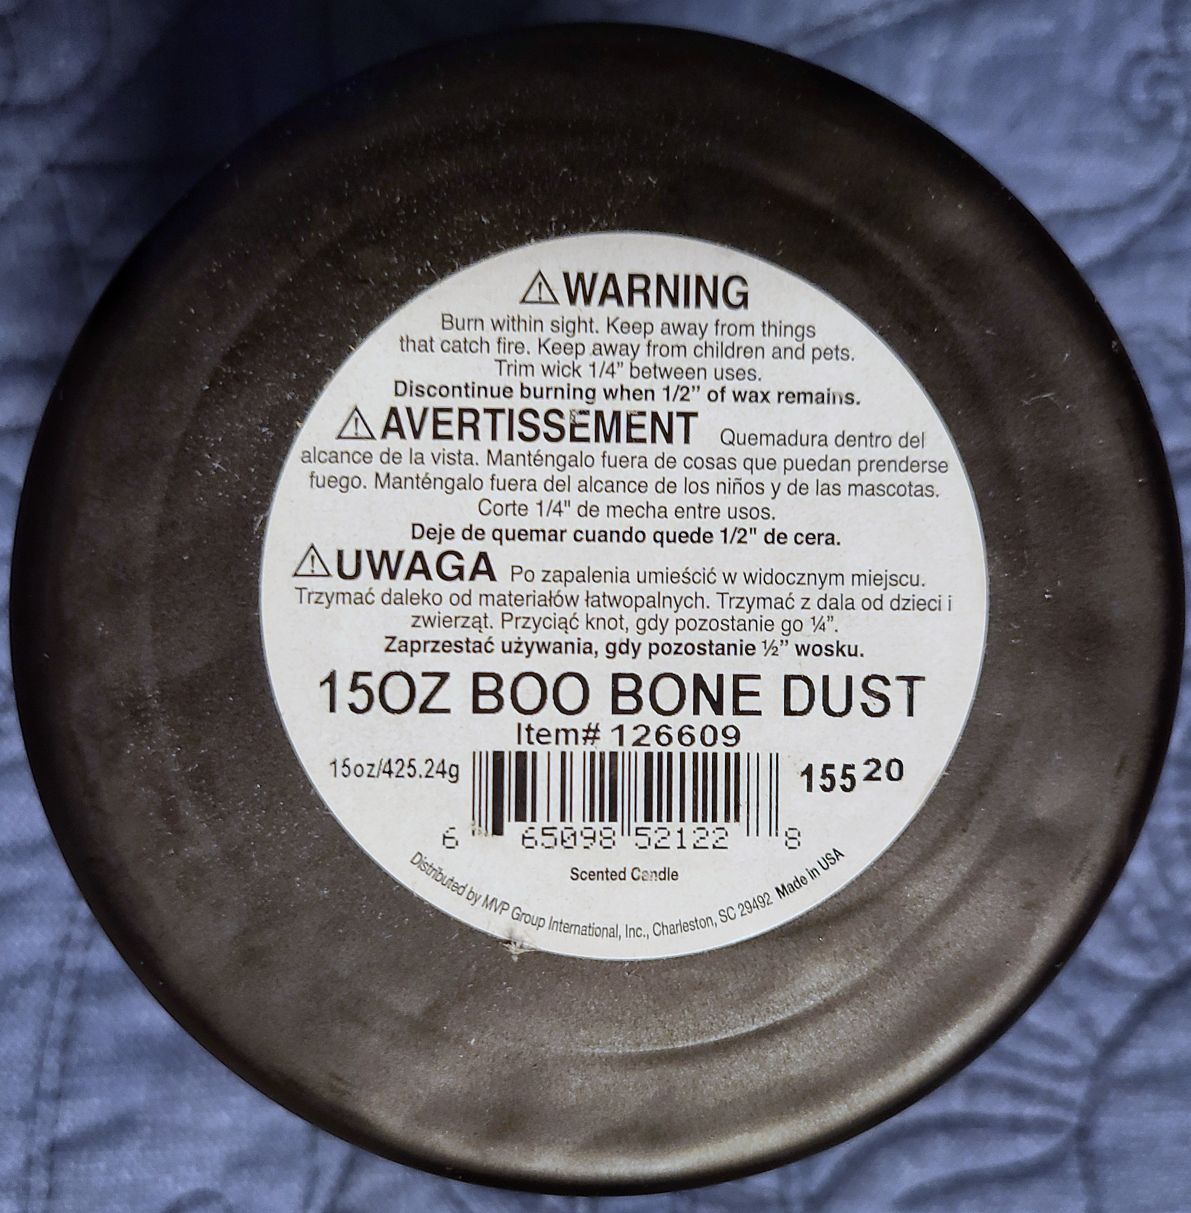 ⚠WARNING
Burn within sight. Keep away from things
that catch fire. Keep away from children and pets.
Trim wick 1/4" between uses.
Discontinue burning when 1/2" of wax remains.
⚠AVERTISSEMENT Quemadura dentro del
alcance de la vista. Manténgalo fuera de cosas que puedan prenderse
fuego. Manténgalo fuera del alcance de los niños y de las mascotas.
Corte 1/4" de mecha entre usos.
Deje de quemar cuando quede 1/2" de cera.
⚠UWAGA Po zapalenia umieścić w widocznym miejscu.
Trzymać daleko od materiałów łatwopalnych. Trzymać z dala od dzieci i
zwierząt. Przyciąć knot, gdy pozostanie go ¼”.
Zaprzestać używania, gdy pozostanie ½” wosku.
15OZ BOO BONE DUST
Item# 126609
15oz/425.24g 155 20
6 65098 52122 8
Scented Candle
Distributed by MVP Group International, Inc., Charleston, SC 29492 Made in USA